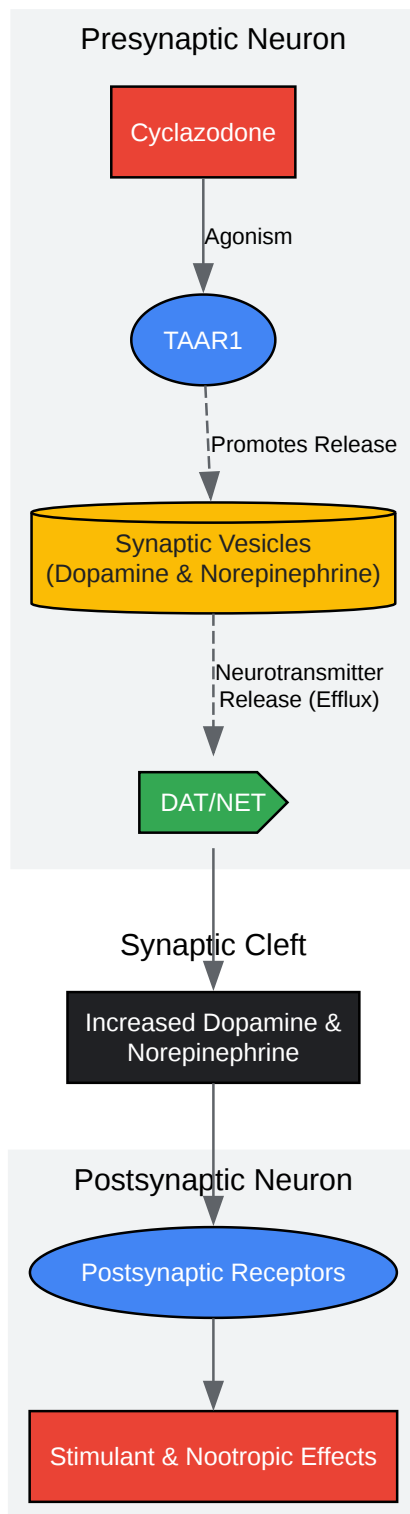 Presynaptic Neuron
Cyclazodone
Agonism
TAAR1
Promotes Release
Synaptic Vesicles
(Dopamine & Norepinephrine)
Neurotransmitter
Release (Efflux)
DAT/NET
Synaptic Cleft
Increased Dopamine &
Norepinephrine
Postsynaptic Neuron
Postsynaptic Receptors
Stimulant & Nootropic Effects